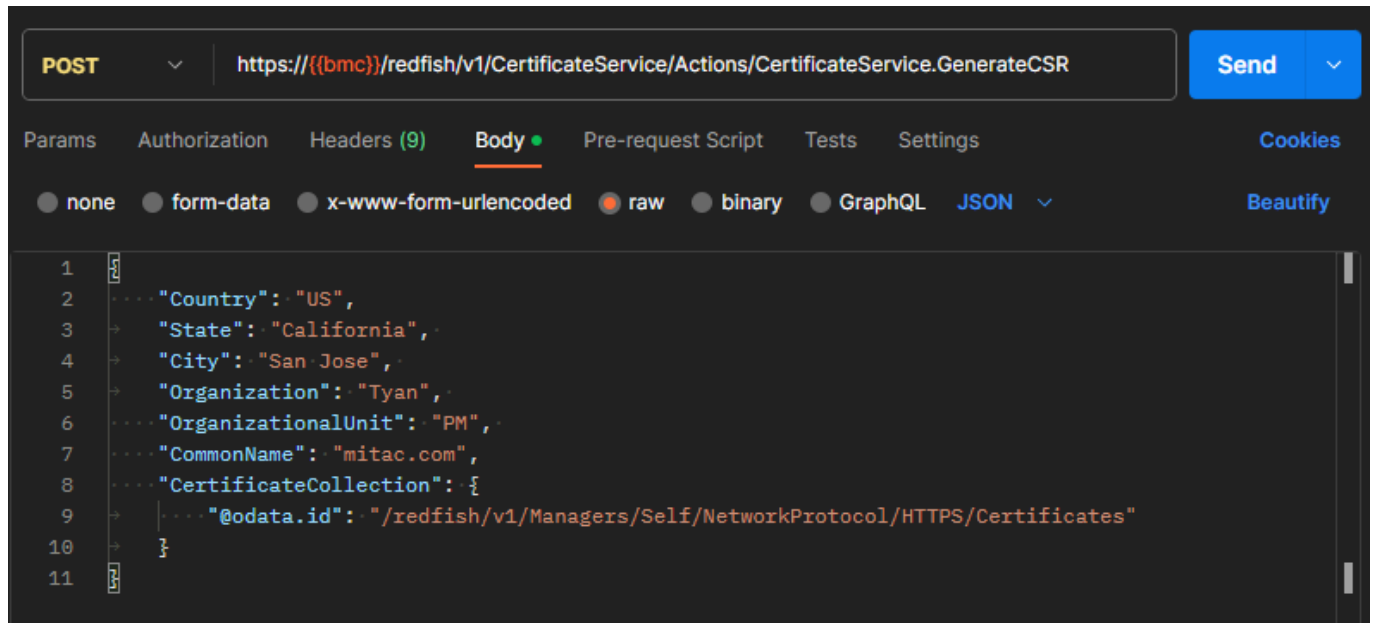 POST https://{{bmc}}/redfish/v1/CertificateService/Actions/CertificateService.GenerateCSR Send
Params Authorization Headers (9) Body Pre-request Script Tests Settings Cookies
none form-data x-www-form-urlencoded raw binary GraphQL JSON Beautify
1 {
2 "Country": "US",
3 "State": "California",
4 "City": "San Jose",
5 "Organization": "Tyan",
6 "OrganizationalUnit": "PM",
7 "CommonName": "mitac.com",
8 "CertificateCollection": {
9 "@odata.id": "/redfish/v1/Managers/Self/NetworkProtocol/HTTPS/Certificates"
10 }
11 }